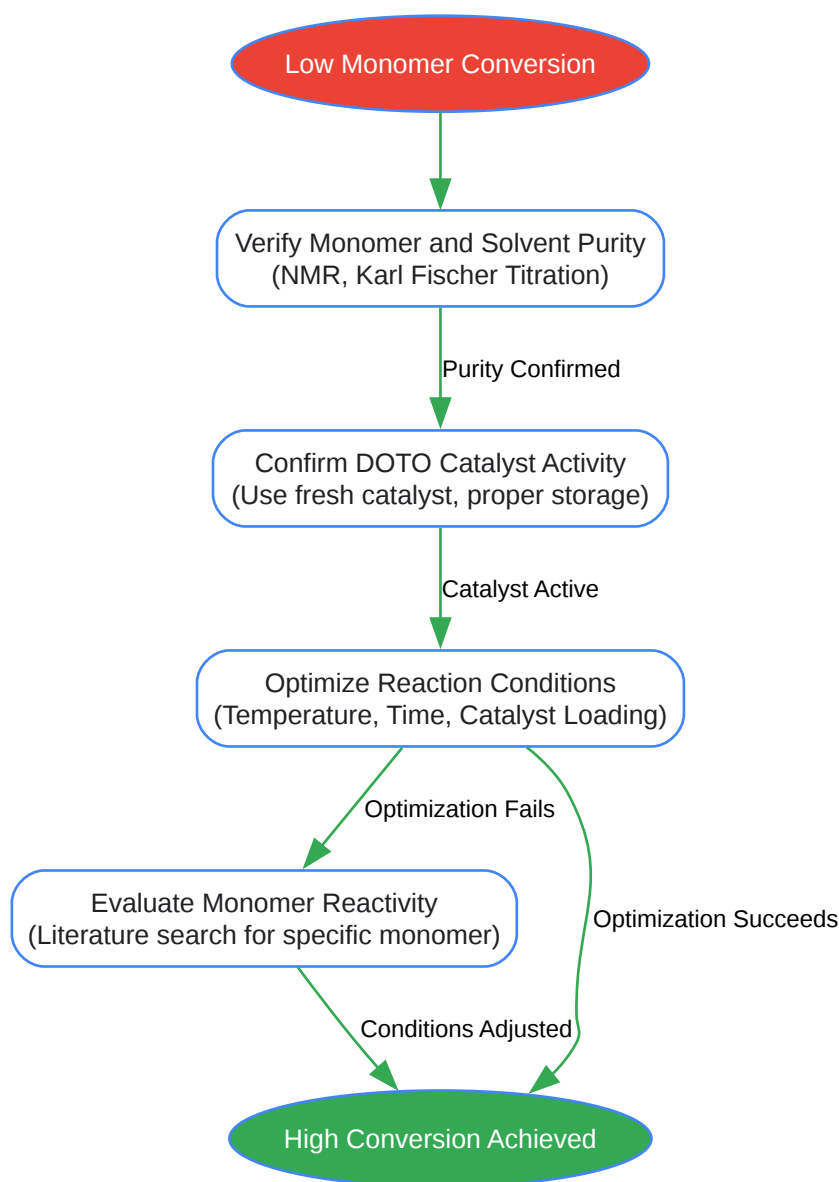 Low Monomer Conversion
Verify Monomer and Solvent Purity
(NMR, Karl Fischer Titration)
Purity Confirmed
Confirm DOTO Catalyst Activity
(Use fresh catalyst, proper storage)
Catalyst Active
Optimize Reaction Conditions
(Temperature, Time, Catalyst Loading)
Optimization Fails
Evaluate Monomer Reactivity
(Literature search for specific monomer)
Optimization Succeeds
Conditions Adjusted
High Conversion Achieved